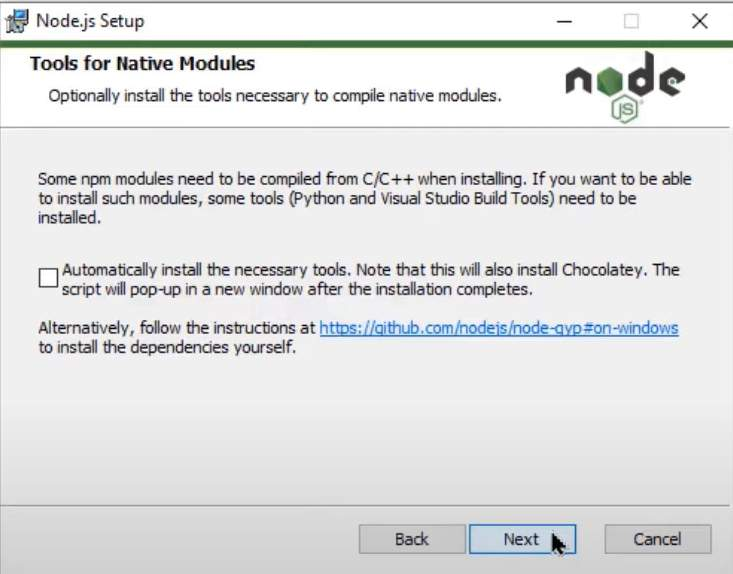 Node.js Setup
Tools for Native Modules
Optionally install the tools necessary to compile native modules.
node
JS
Some npm modules need to be compiled from C/C++ when installing. If you want to be able
to install such modules, some tools (Python and Visual Studio Build Tools) need to be
installed.
Automatically install the necessary tools. Note that this will also install Chocolatey. The
script will pop-up in a new window after the installation completes.
Alternatively, follow the instructions at https://github.com/nodejs/node-gyp#on-windows
to install the dependencies yourself.
Back Next Cancel